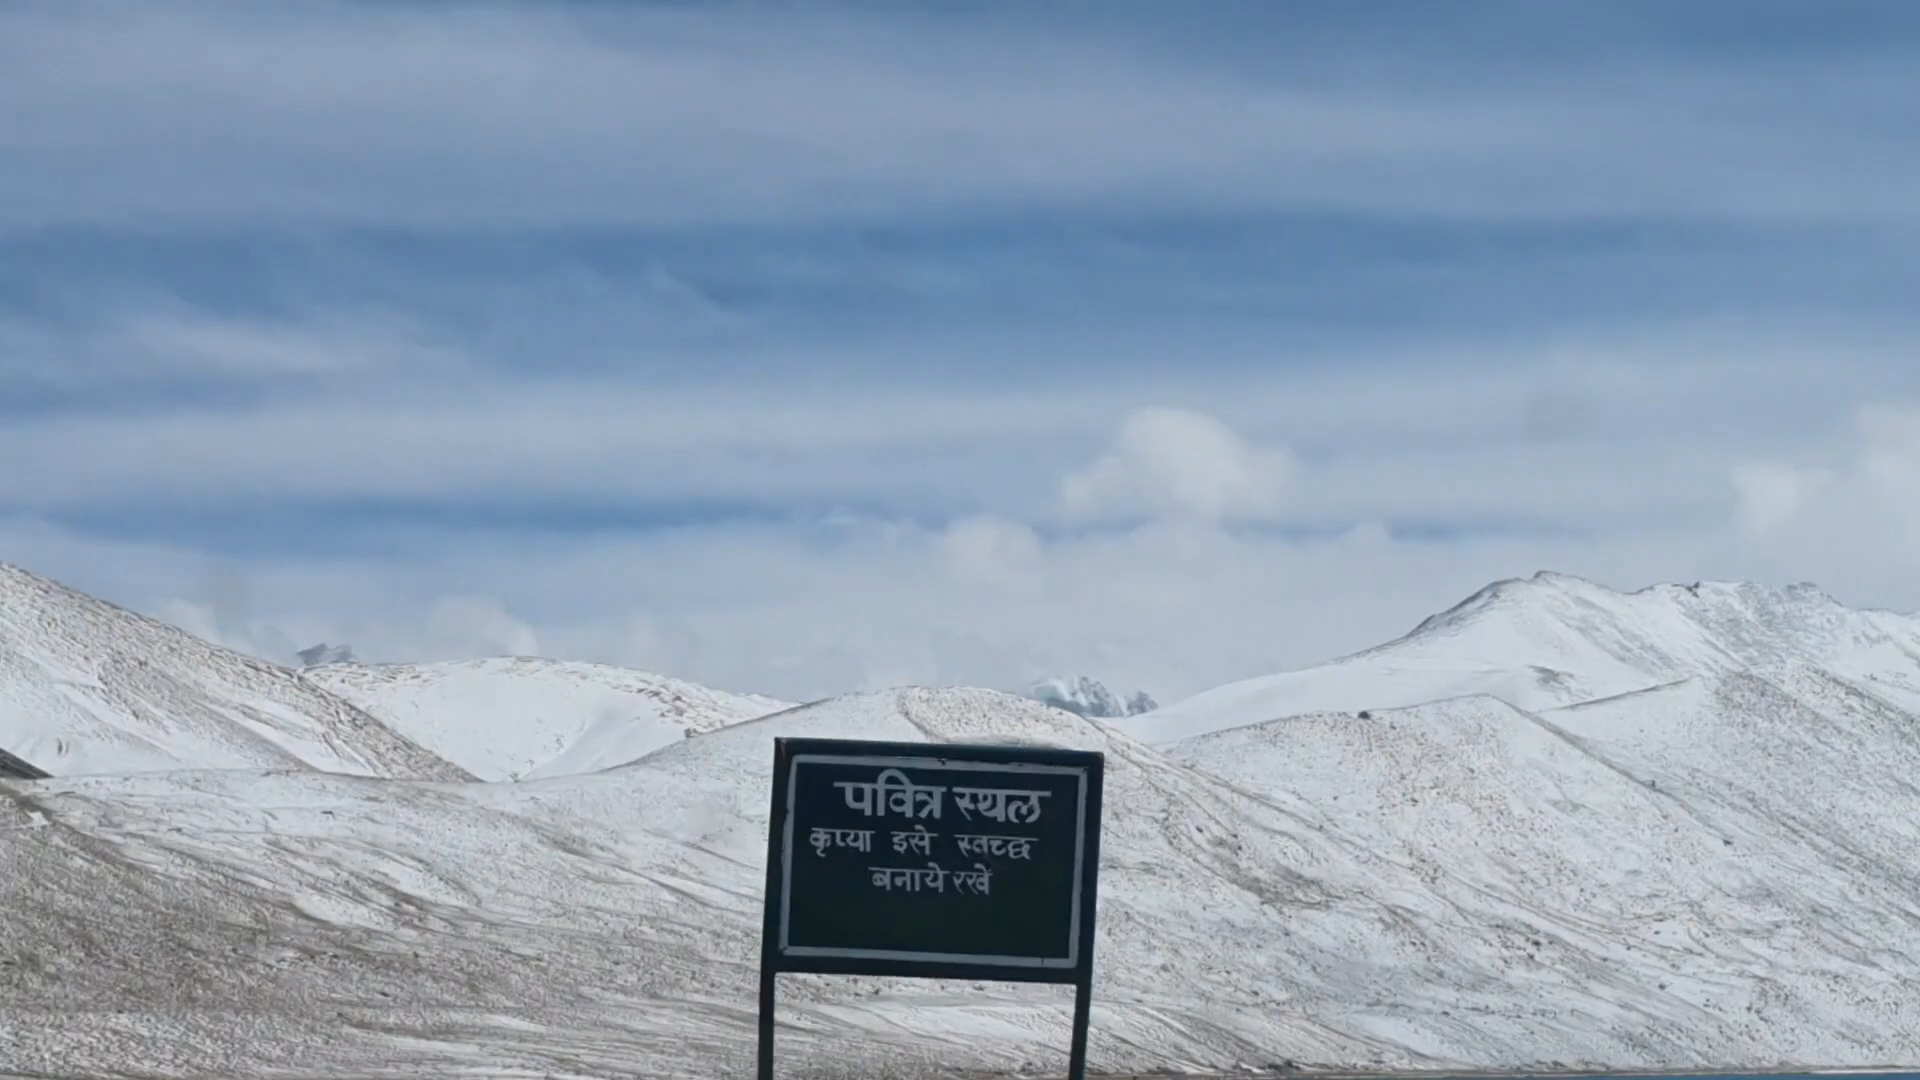 पवित्र स्थल
कृप्या इसे स्वच्छ
बनाये रखें